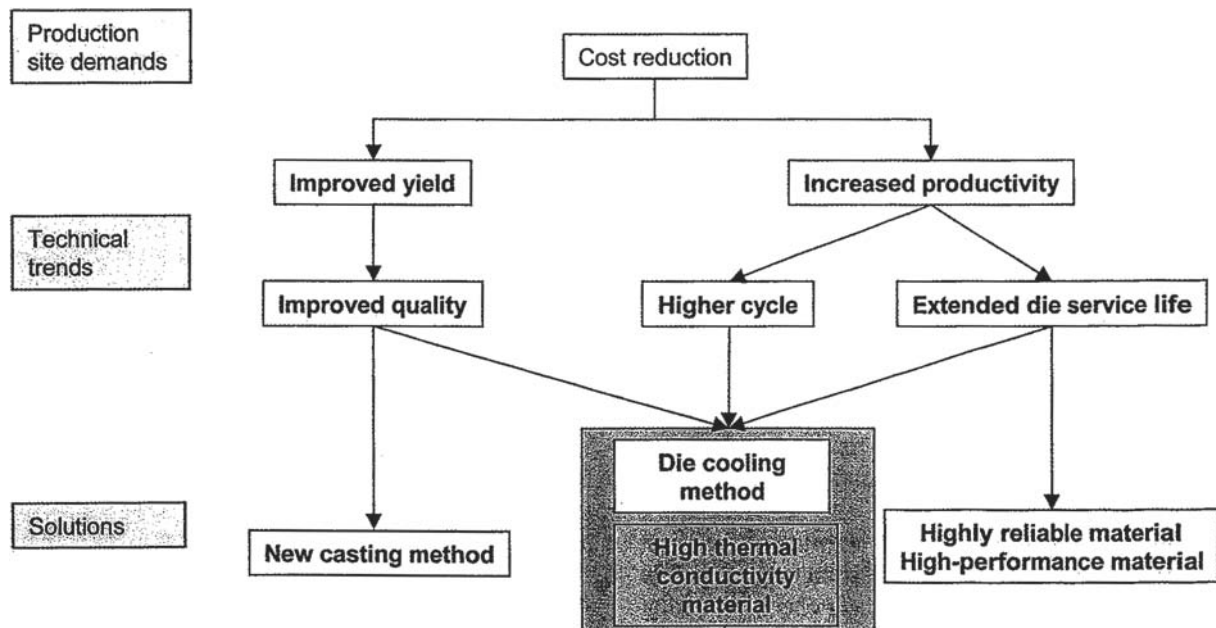 Production
site demands
Cost reduction
Improved yield
Increased productivity
Technical
trends
Improved quality
Higher cycle
Extended die service life
Die cooling
method
Solutions
New casting method
High thermal
conductivity
material
Highly reliable material
High-performance material